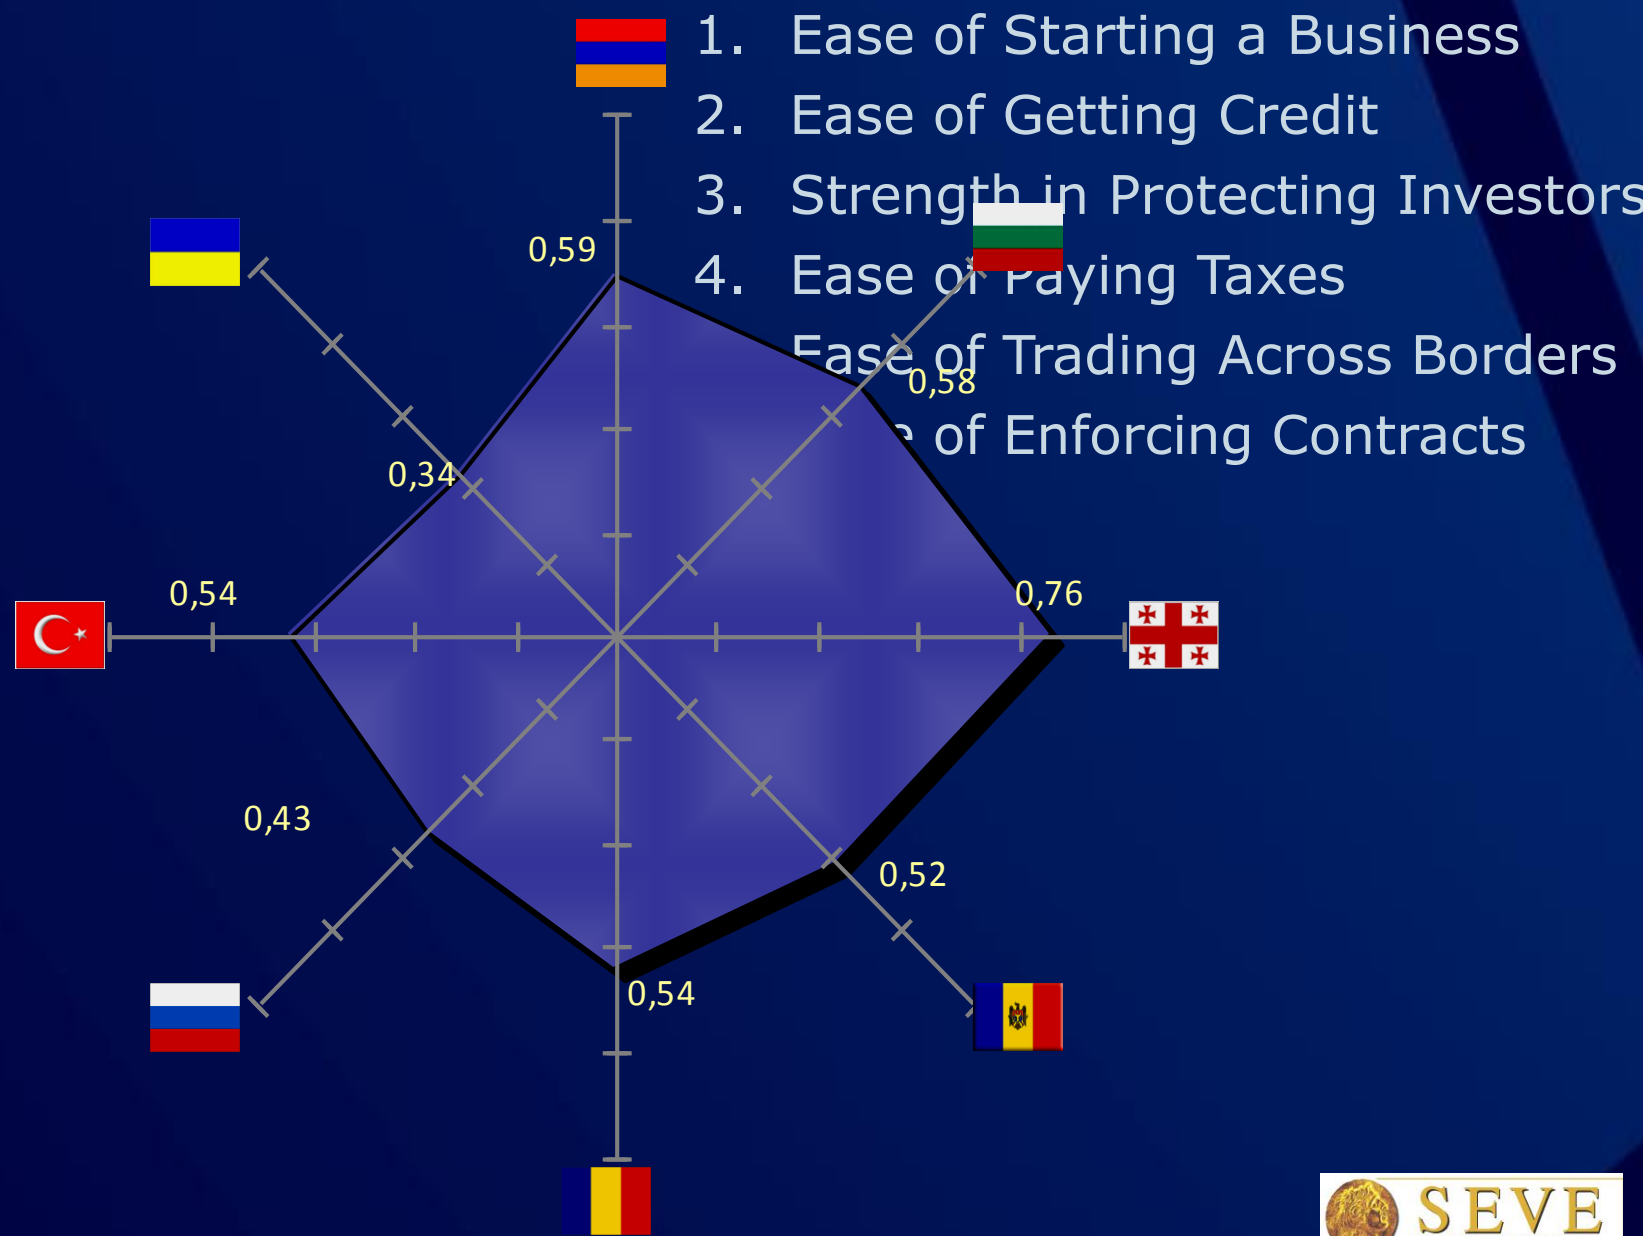 1. Ease of Starting a Business
2. Ease of Getting Credit
3. Strength in Protecting Investors
4. Ease of Paying Taxes
Ease of Trading Across Borders
of Enforcing Contracts
0,59
0,58
0,34
0,54
0,76
0,43
0,52
0,54
SEVE